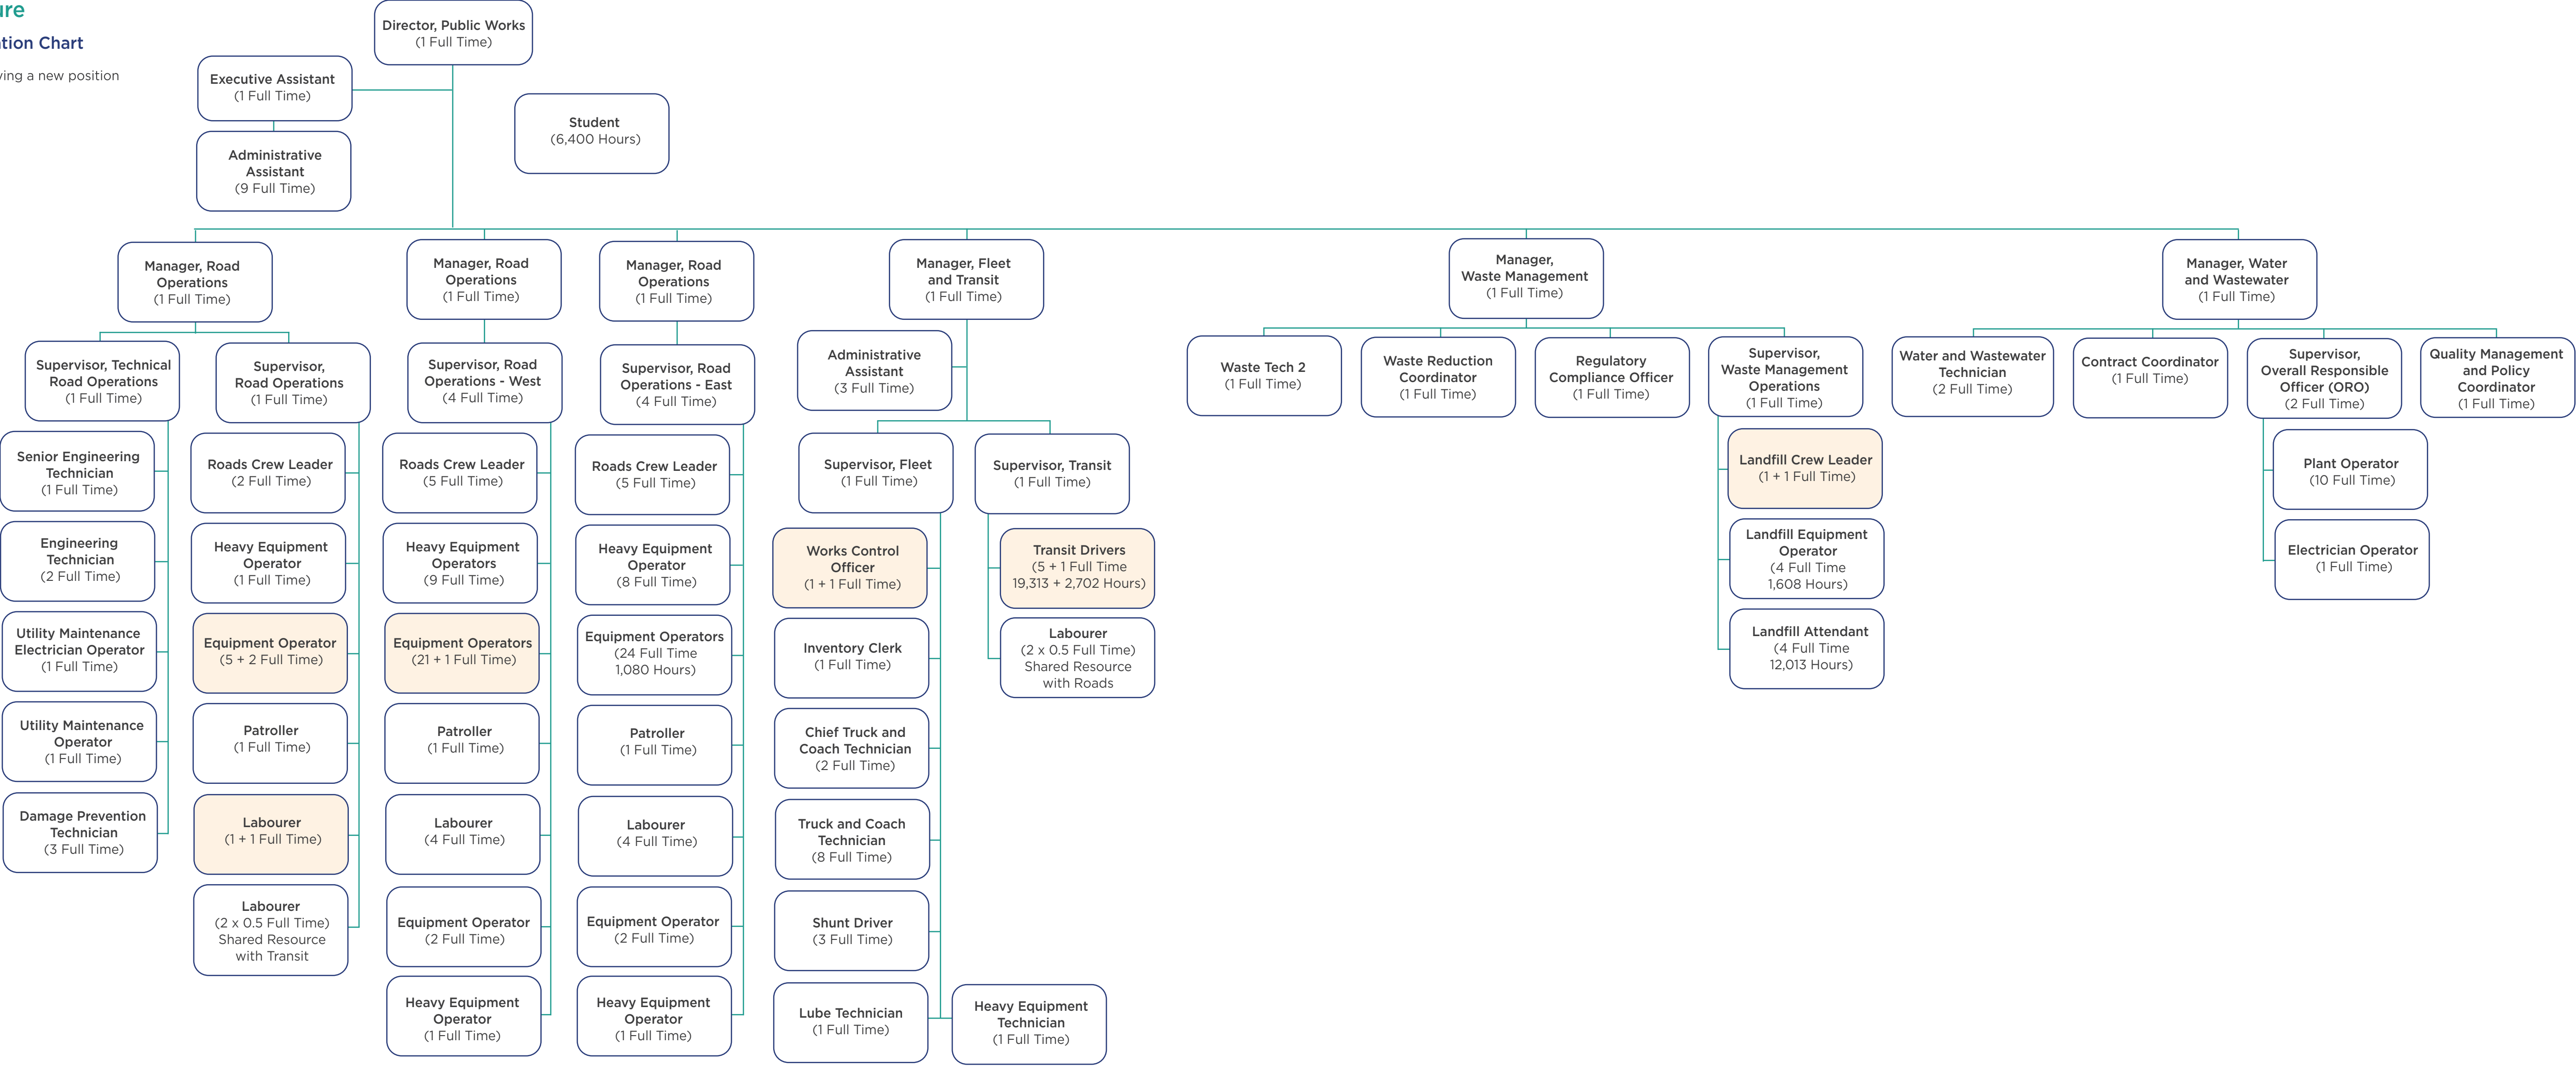 ure
ation Chart
ying a new position
Director, Public Works
(1 Full Time)
Executive Assistant
(1 Full Time)
Administrative
Assistant
(9 Full Time)
Student
(6,400 Hours)
Manager, Road
Operations
(1 Full Time)
Manager, Road
Operations
(1 Full Time)
Manager, Road
Operations
(1 Full Time)
Manager, Fleet
and Transit
(1 Full Time)
Manager,
Waste Management
(1 Full Time)
Manager, Water
and Wastewater
(1 Full Time)
Supervisor, Technical
Road Operations
(1 Full Time)
Senior Engineering
Technician
(1 Full Time)
Engineering
Technician
(2 Full Time)
Utility Maintenance
Electrician Operator
(1 Full Time)
Utility Maintenance
Operator
(1 Full Time)
Damage Prevention
Technician
(3 Full Time)
Supervisor,
Road Operations
(1 Full Time)
Roads Crew Leader
(2 Full Time)
Heavy Equipment
Operator
(1 Full Time)
Equipment Operator
(5 + 2 Full Time)
Patroller
(1 Full Time)
Labourer
(1 + 1 Full Time)
Labourer
(2 x 0.5 Full Time)
Shared Resource
with Transit
Supervisor, Road
Operations - West
(4 Full Time)
Roads Crew Leader
(5 Full Time)
Heavy Equipment
Operators
(9 Full Time)
Equipment Operators
(21 + 1 Full Time)
Patroller
(1 Full Time)
Labourer
(4 Full Time)
Equipment Operator
(2 Full Time)
Heavy Equipment
Operator
(1 Full Time)
Supervisor, Road
Operations - East
(4 Full Time)
Roads Crew Leader
(5 Full Time)
Heavy Equipment
Operator
(8 Full Time)
Equipment Operators
(24 Full Time
1,080 Hours)
Patroller
(1 Full Time)
Labourer
(4 Full Time)
Equipment Operator
(2 Full Time)
Heavy Equipment
Operator
(1 Full Time)
Administrative
Assistant
(3 Full Time)
Supervisor, Fleet
(1 Full Time)
Works Control
Officer
(1 + 1 Full Time)
Inventory Clerk
(1 Full Time)
Chief Truck and
Coach Technician
(2 Full Time)
Truck and Coach
Technician
(8 Full Time)
Shunt Driver
(3 Full Time)
Lube Technician
(1 Full Time)
Heavy Equipment
Technician
(1 Full Time)
Supervisor, Transit
(1 Full Time)
Transit Drivers
(5 + 1 Full Time
19,313 + 2,702 Hours)
Labourer
(2 x 0.5 Full Time)
Shared Resource
with Roads
Waste Tech 2
(1 Full Time)
Waste Reduction
Coordinator
(1 Full Time)
Regulatory
Compliance Officer
(1 Full Time)
Supervisor,
Waste Management
Operations
(1 Full Time)
Landfill Crew Leader
(1 + 1 Full Time)
Landfill Equipment
Operator
(4 Full Time
1,608 Hours)
Landfill Attendant
(4 Full Time
12,013 Hours)
Water and Wastewater
Technician
(2 Full Time)
Contract Coordinator
(1 Full Time)
Supervisor,
Overall Responsible
Officer (ORO)
(2 Full Time)
Plant Operator
(10 Full Time)
Electrician Operator
(1 Full Time)
Quality Management
and Policy
Coordinator
(1 Full Time)